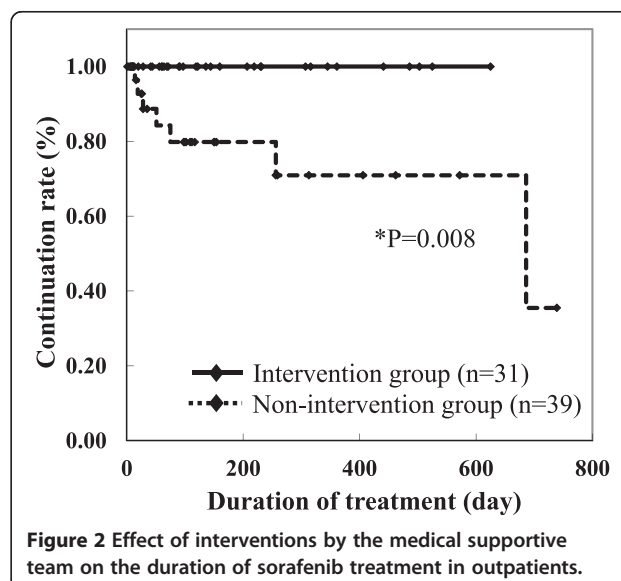 1.00
0.80
0.60
0.40
0.20
0.00
Continuation rate (%)
*P=0.008
Intervention group (n=31)
Non-intervention group (n=39)
0 200 400 600 800
Duration of treatment (day)
Figure 2 Effect of interventions by the medical supportive
team on the duration of sorafenib treatment in outpatients.